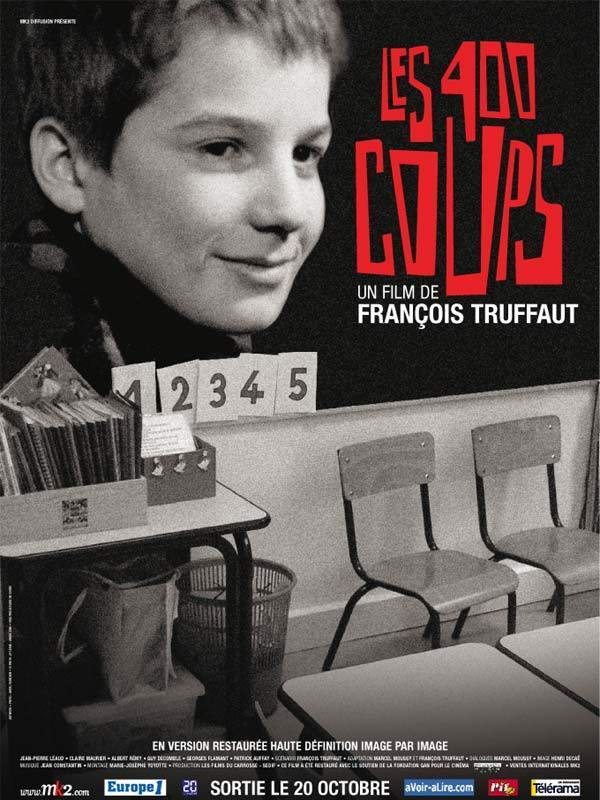 MK2 DIFFUSION PRÉSENTE
LES 400
COUPS
UN FILM DE
FRANÇOIS TRUFFAUT
1 2 3 4 5
EN VERSION RESTAURÉE HAUTE DÉFINITION IMAGE PAR IMAGE
JEAN-PIERRE LÉAUD • CLAIRE MAURIER • ALBERT RÉMY • GUY DECOMBLE • GEORGES FLAMANT • PATRICK AUFFAY • SCÉNARIO FRANÇOIS TRUFFAUT • ADAPTATION MARCEL MOUSSY ET FRANÇOIS TRUFFAUT • DIALOGUES MARCEL MOUSSY • IMAGE HENRI DECAË
MUSIQUE JEAN CONSTANTIN • MONTAGE MARIE-JOSÈPHE YOYOTTE • PRODUCTION LES FILMS DU CARROSSE - SEDIF • CE FILM A ÉTÉ RESTAURÉ AVEC LE SOUTIEN DE LA FONDATION GAN POUR LE CINÉMA • VENTES INTERNATIONALES MK2
www.mk2.com Europe1 20 SORTIE LE 20 OCTOBRE aVoir-aLire.com Télérama